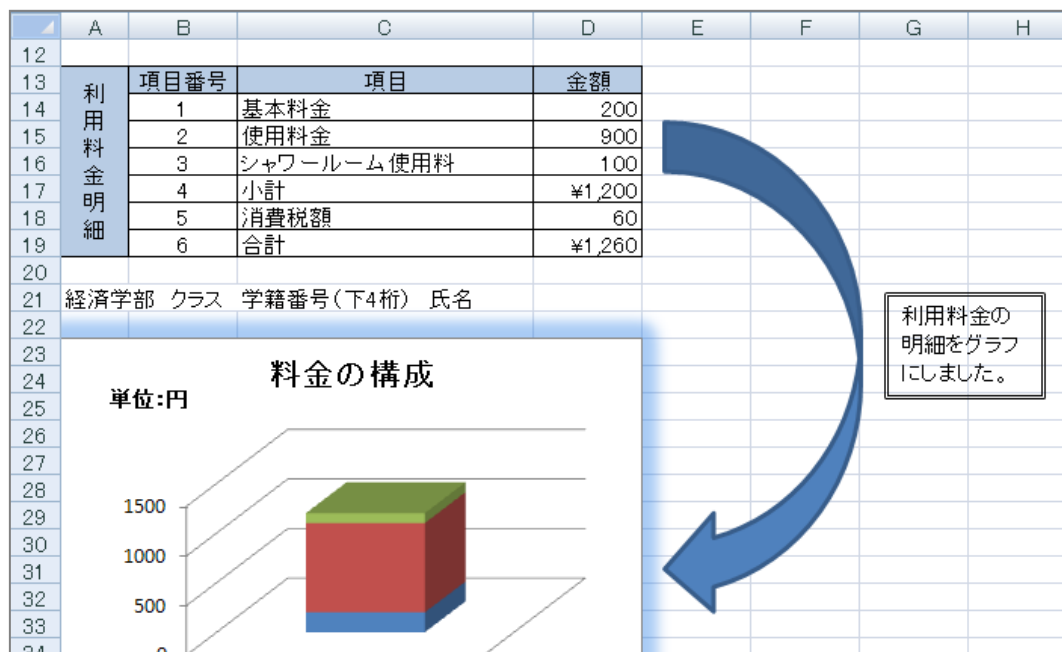 A B C D E F G H
12
13 利用料金明細 項目番号 項目 金額
14 1 基本料金 200
15 2 使用料金 900
16 3 シャワールーム使用料 100
17 4 小計 ¥1,200
18 5 消費税額 60
19 6 合計 ¥1,260
20
21 経済学部 クラス 学籍番号(下4桁) 氏名
22
23
24
25
26
27
28
29
30
31
32
33
利用料金の
明細をグラフ
にしました。
料金の構成
単位:円
1500
1000
500